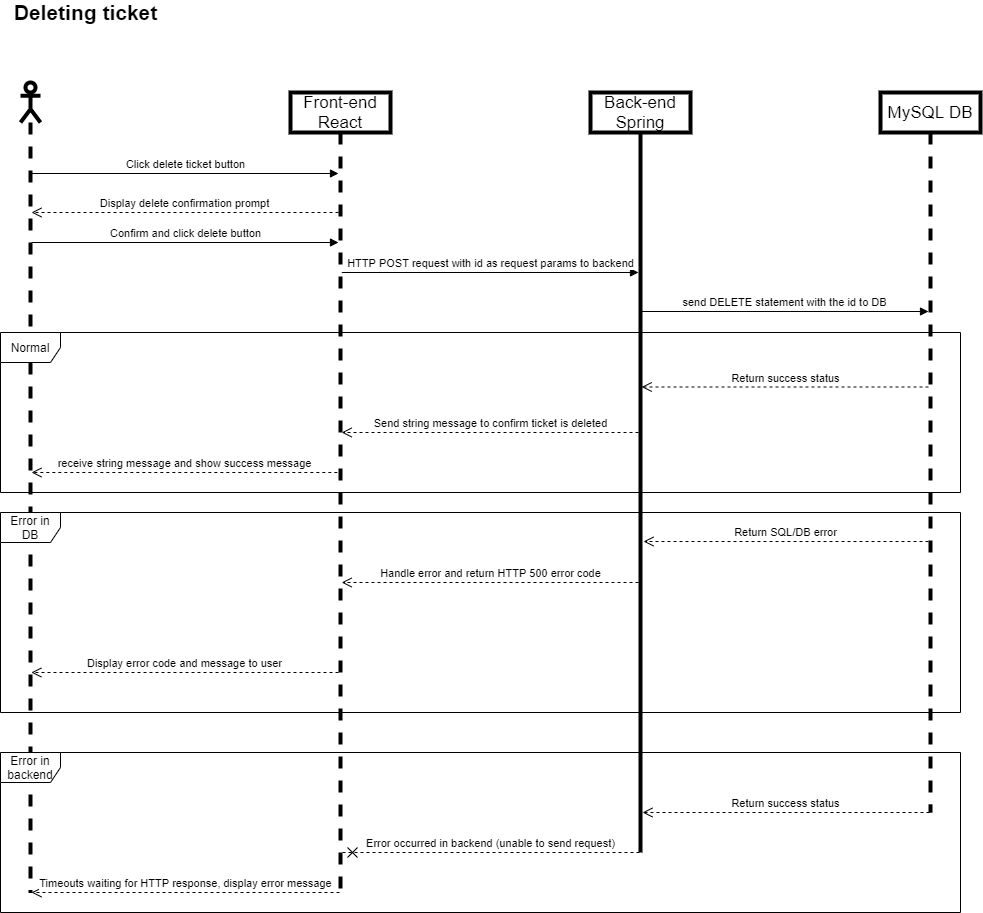 Deleting ticket
Front-end
React
Back-end
Spring
MySQL DB
Click delete ticket button
Display delete confirmation prompt
Confirm and click delete button
HTTP POST request with id as request params to backend
send DELETE statement with the id to DB
Normal
Return success status
Send string message to confirm ticket is deleted
receive string message and show success message
Error in
DB
Return SQL/DB error
Handle error and return HTTP 500 error code
Display error code and message to user
Error in
backend
Return success status
Error occurred in backend (unable to send request)
Timeouts waiting for HTTP response, display error message